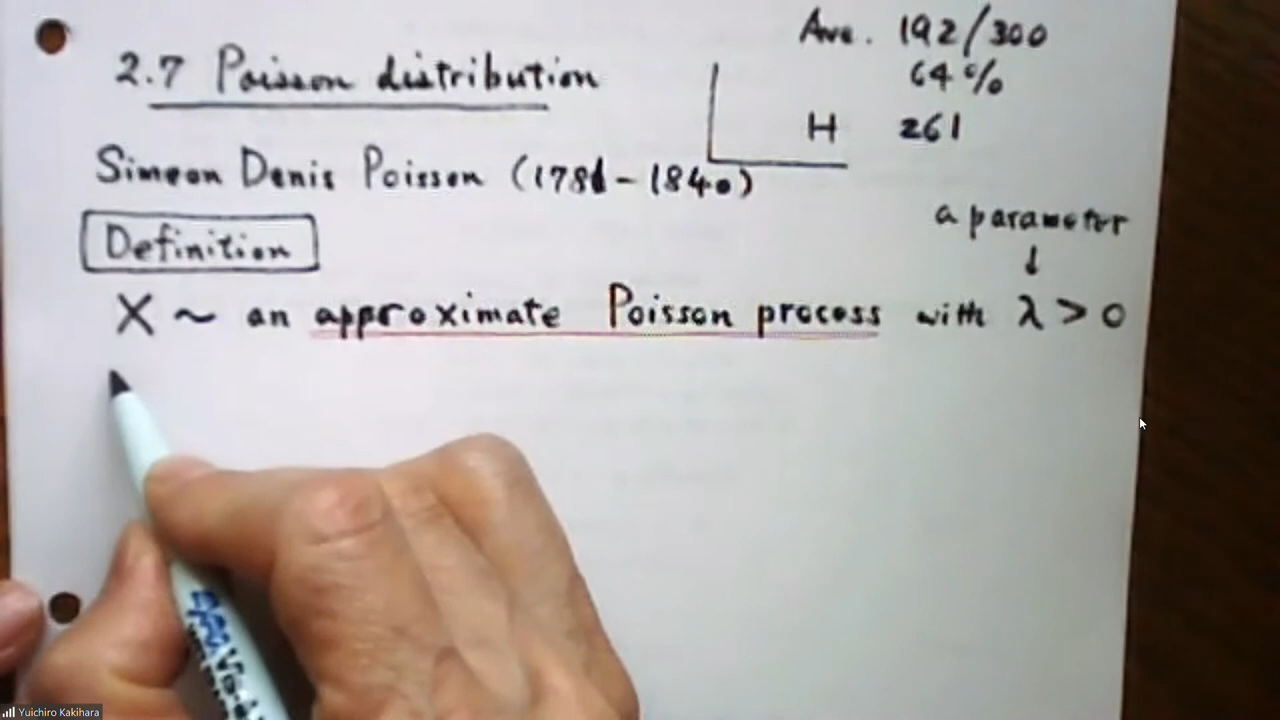 2.7 Poisson distribution
Ave. 192/300
64%
H 261
Simeon Denis Poisson (1781-1840)
Definition
a parameter
↓
X ~ an approximate Poisson process with λ > 0
Yuichiro Kakihara